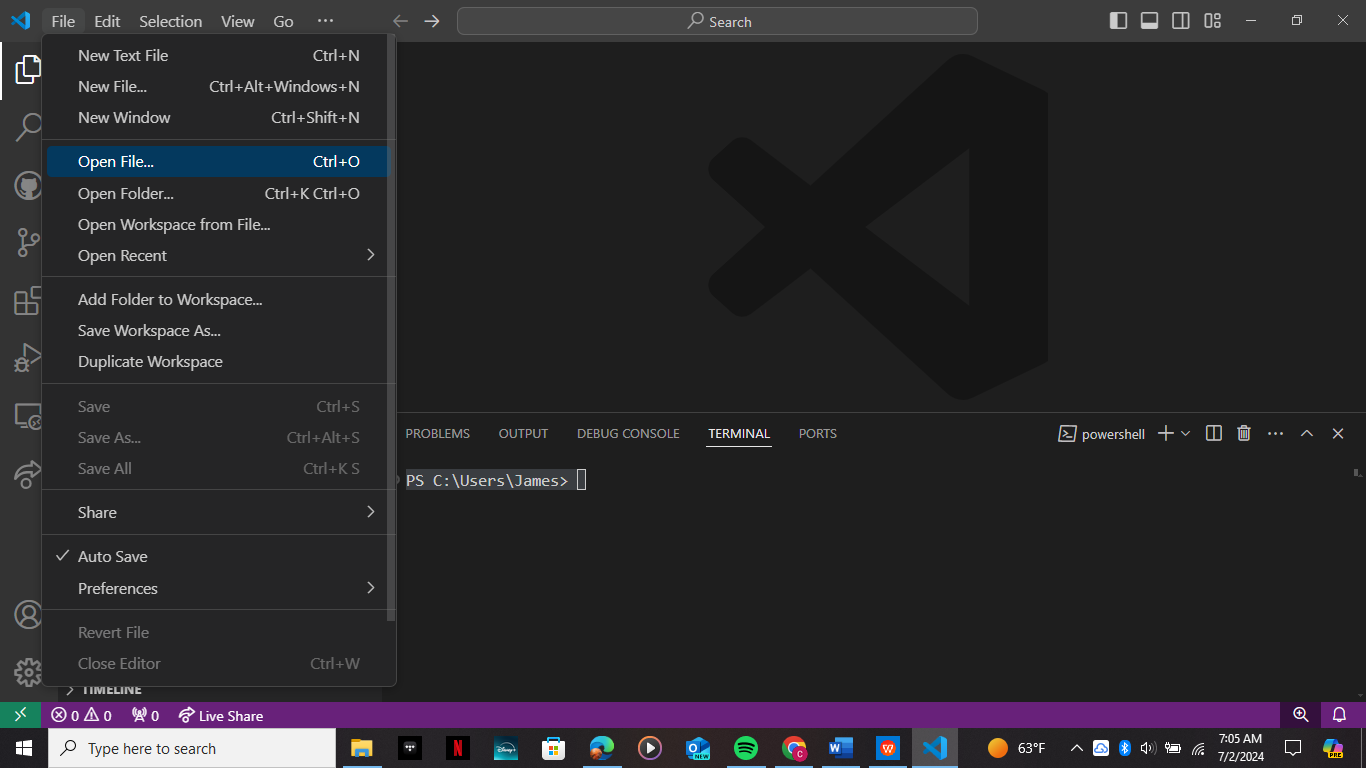 File Edit Selection View Go ···
Search
New Text File Ctrl+N
New File... Ctrl+Alt+Windows+N
New Window Ctrl+Shift+N
Open File... Ctrl+O
Open Folder... Ctrl+K Ctrl+O
Open Workspace from File...
Open Recent
Add Folder to Workspace...
Save Workspace As...
Duplicate Workspace
Save Ctrl+S
Save As... Ctrl+Alt+S
Save All Ctrl+K S
Share
Auto Save
Preferences
Revert File
Close Editor Ctrl+W
TIMELINE
PROBLEMS OUTPUT DEBUG CONSOLE TERMINAL PORTS
powershell
PS C:\Users\James>
0 0 0 Live Share
Type here to search
NEW
63°F
7:05 AM
7/2/2024
PRE